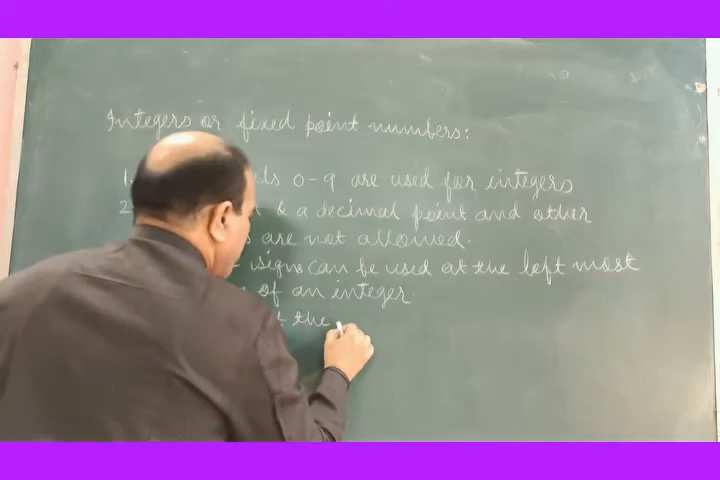 Integers or fixed point numbers:
1. 0-9 are used for integers
2 & a decimal point and other
are not allowed.
signs can be used at the left most
of an integer
the